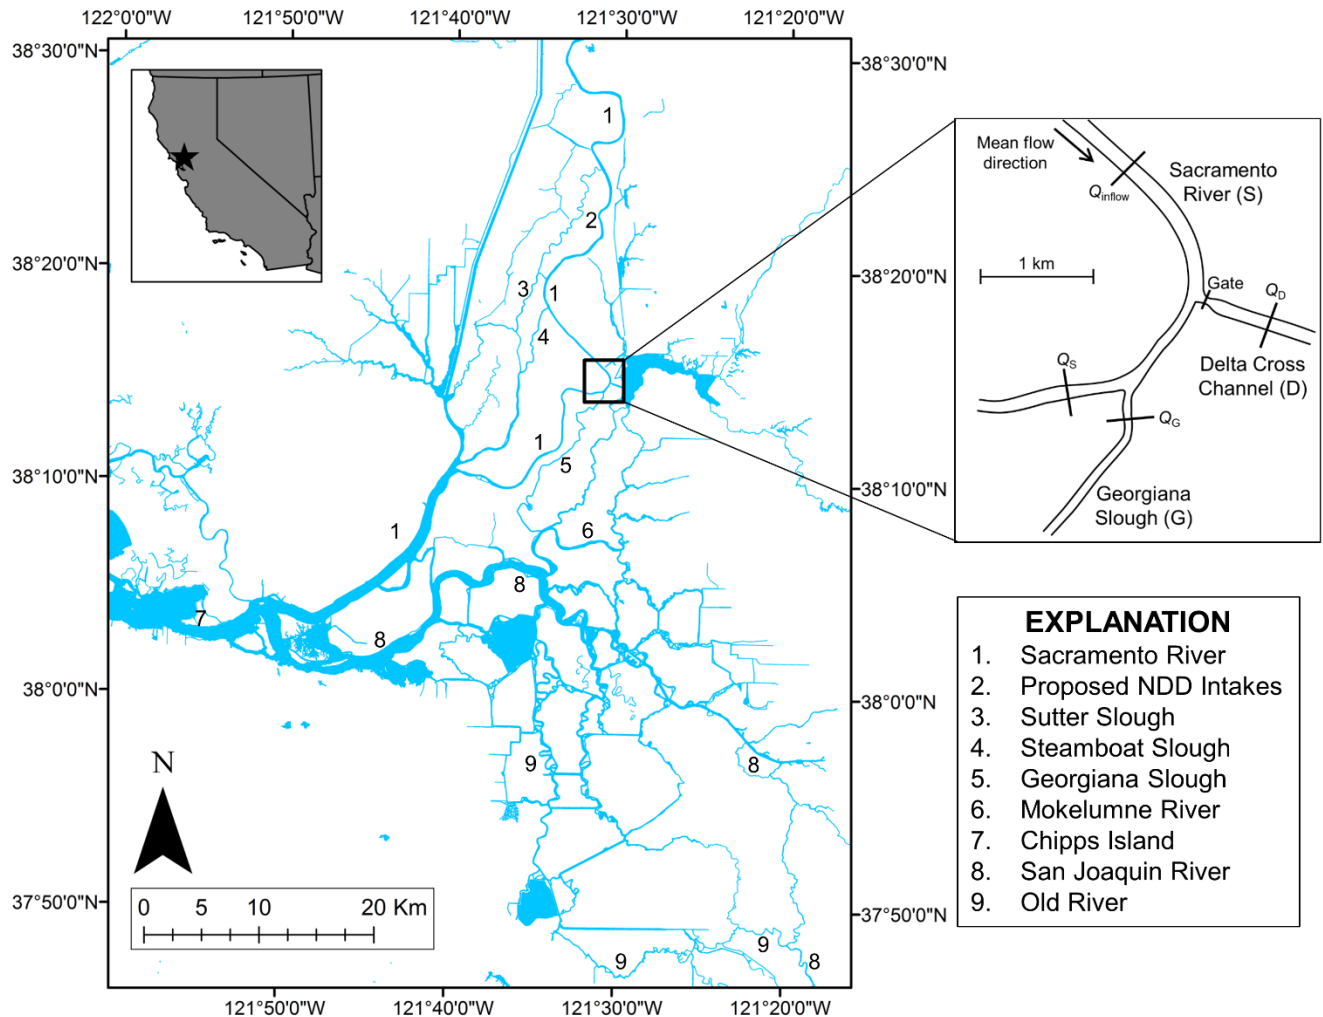 122°0'0"W 121°50'0"W 121°40'0"W 121°30'0"W 121°20'0"W
38°30'0"N
38°30'0"N
1
Mean flow
direction
Sacramento
River (S)
Qinflow
2
38°20'0"N
38°20'0"N
1 km
3
1
Gate
QD
4
QS
Delta Cross
Channel (D)
QG
1
5
38°10'0"N
38°10'0"N
Georgiana
Slough (G)
1
6
8
7
8
EXPLANATION
1. Sacramento River
2. Proposed NDD Intakes
3. Sutter Slough
4. Steamboat Slough
5. Georgiana Slough
6. Mokelumne River
7. Chipps Island
8. San Joaquin River
9. Old River
38°0'0"N
38°0'0"N
N
9
8
0 5 10 20 Km
37°50'0"N
37°50'0"N
9
9
8
121°50'0"W 121°40'0"W 121°30'0"W 121°20'0"W